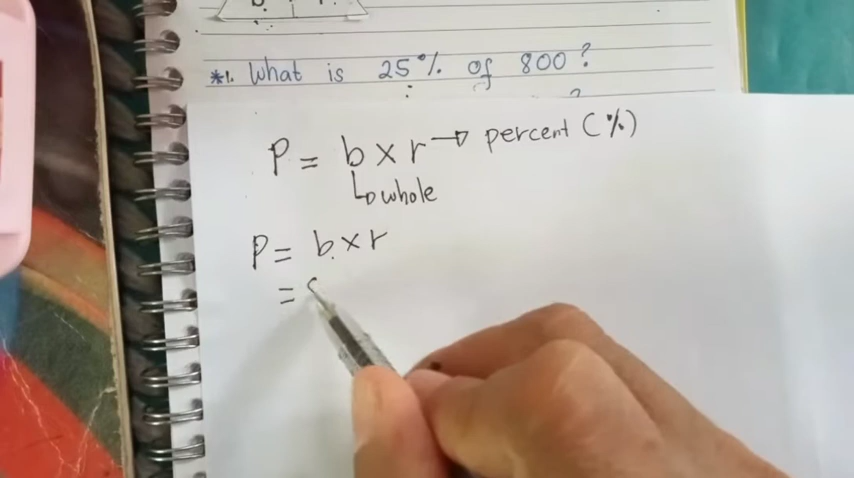 *1. What is 25% of 800?
P = b × r → percent (%)
↳ whole
P = b × r
=